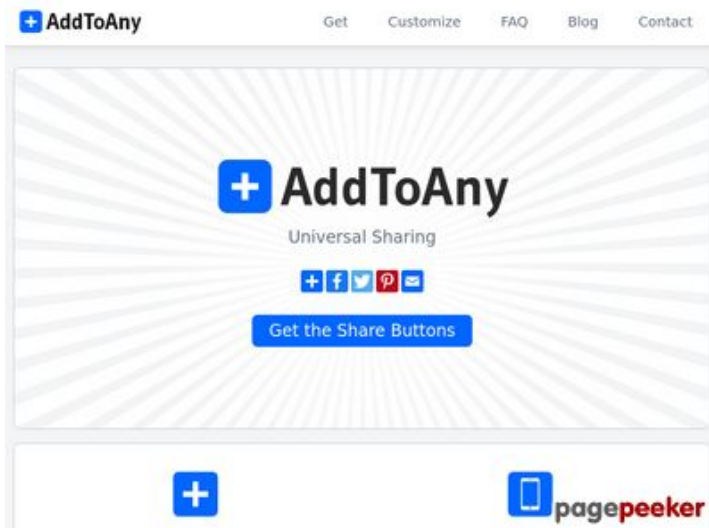 AddToAny
Get Customize FAQ Blog Contact
AddToAny
Universal Sharing
Get the Share Buttons
pagepeeker